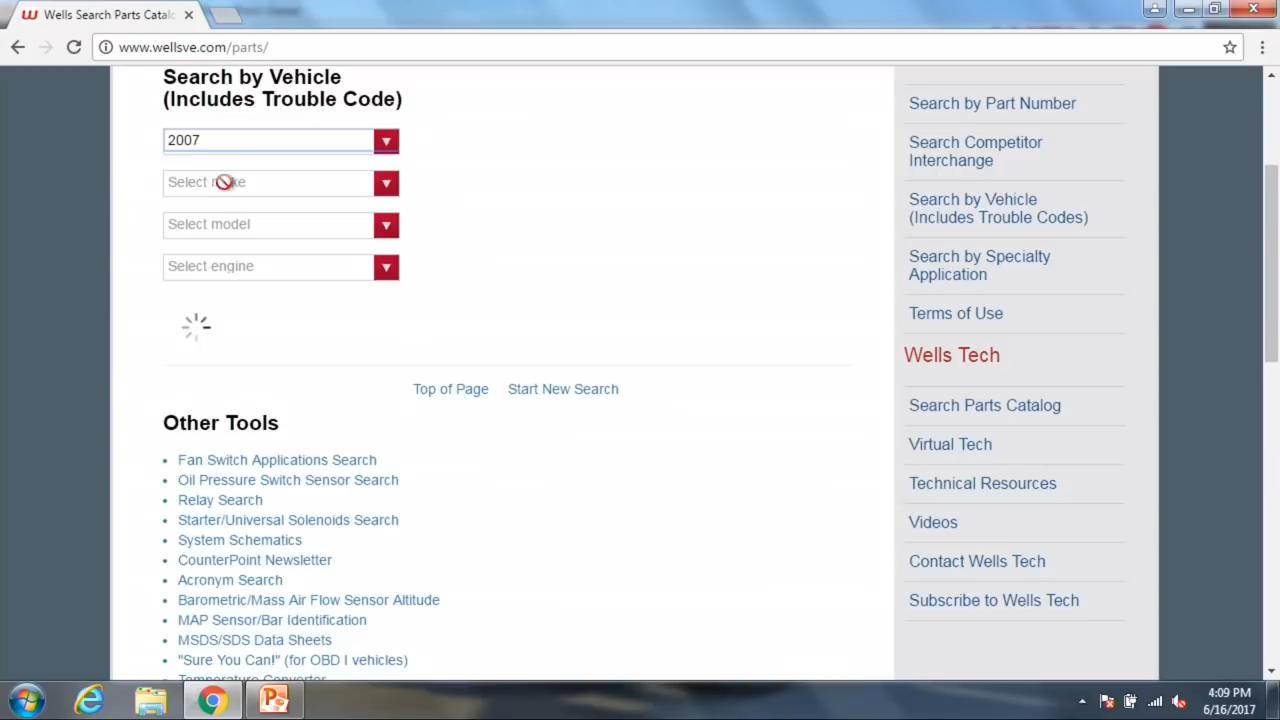 Wells Search Parts Catal
www.wellsve.com/parts/
Search by Vehicle
(Includes Trouble Code)
2007
Select make
Select model
Select engine
Top of Page
Start New Search
Other Tools
Fan Switch Applications Search
Oil Pressure Switch Sensor Search
Relay Search
Starter/Universal Solenoids Search
System Schematics
CounterPoint Newsletter
Acronym Search
Barometric/Mass Air Flow Sensor Altitude
MAP Sensor/Bar Identification
MSDS/SDS Data Sheets
"Sure You Can!" (for OBD I vehicles)
Temperature Convertor
Search by Part Number
Search Competitor
Interchange
Search by Vehicle
(Includes Trouble Codes)
Search by Specialty
Application
Terms of Use
Wells Tech
Search Parts Catalog
Virtual Tech
Technical Resources
Videos
Contact Wells Tech
Subscribe to Wells Tech
4:09 PM
6/16/2017